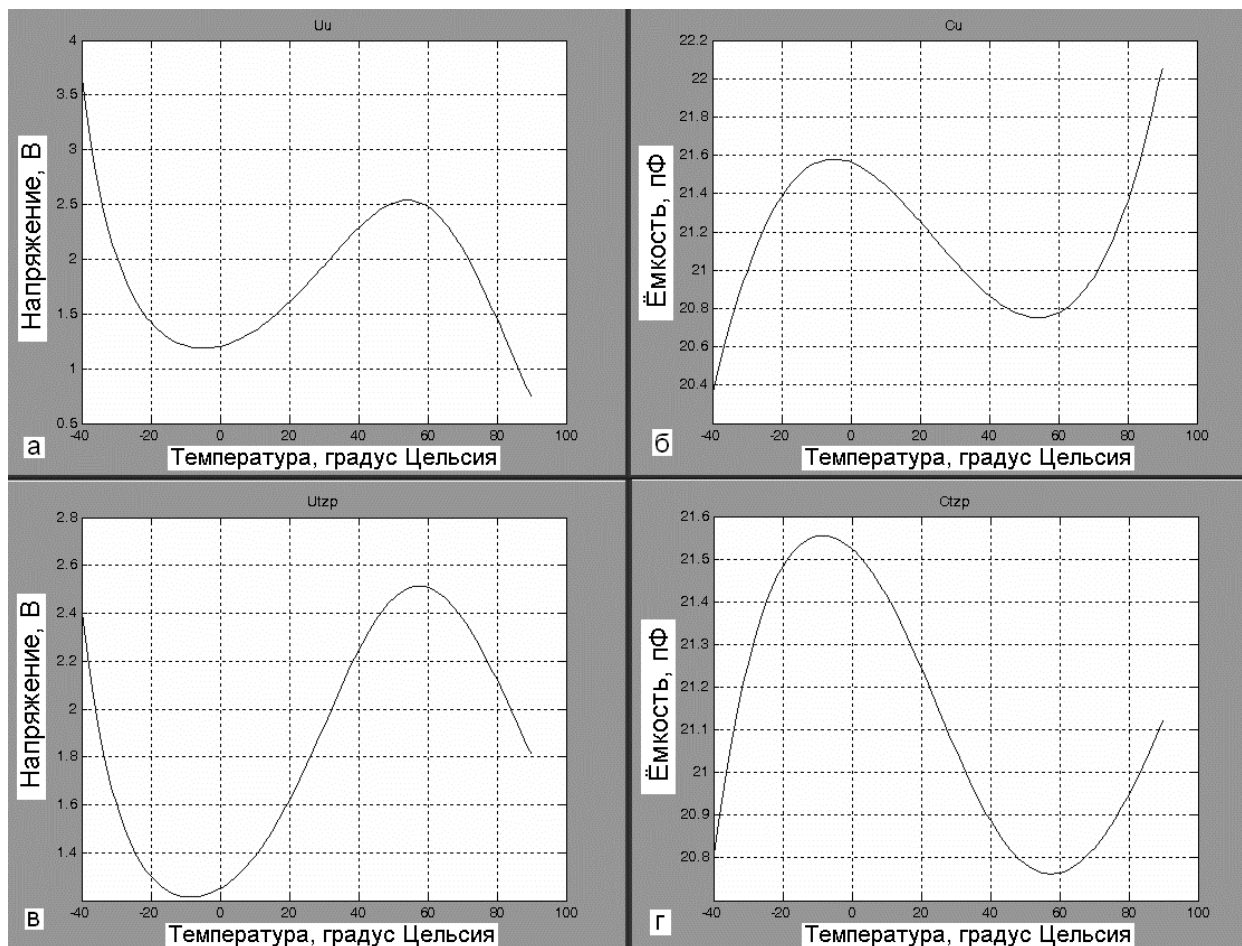 Uu
4
3.5
3
2.5
2
1.5
1
0.5
-40 -20 0 20 40 60 80 100
Напряжение, В
Температура, градус Цельсия
а
Cu
22.2
22
21.8
21.6
21.4
21.2
21
20.8
20.6
20.4
-40 -20 0 20 40 60 80 100
Ёмкость, пФ
Температура, градус Цельсия
б
Utzp
2.8
2.6
2.4
2.2
2
1.8
1.6
1.4
-40 -20 0 20 40 60 80 100
Напряжение, В
Температура, градус Цельсия
в
Ctzp
21.6
21.5
21.4
21.3
21.2
21.1
21
20.9
20.8
-40 -20 0 20 40 60 80 100
Ёмкость, пФ
Температура, градус Цельсия
г